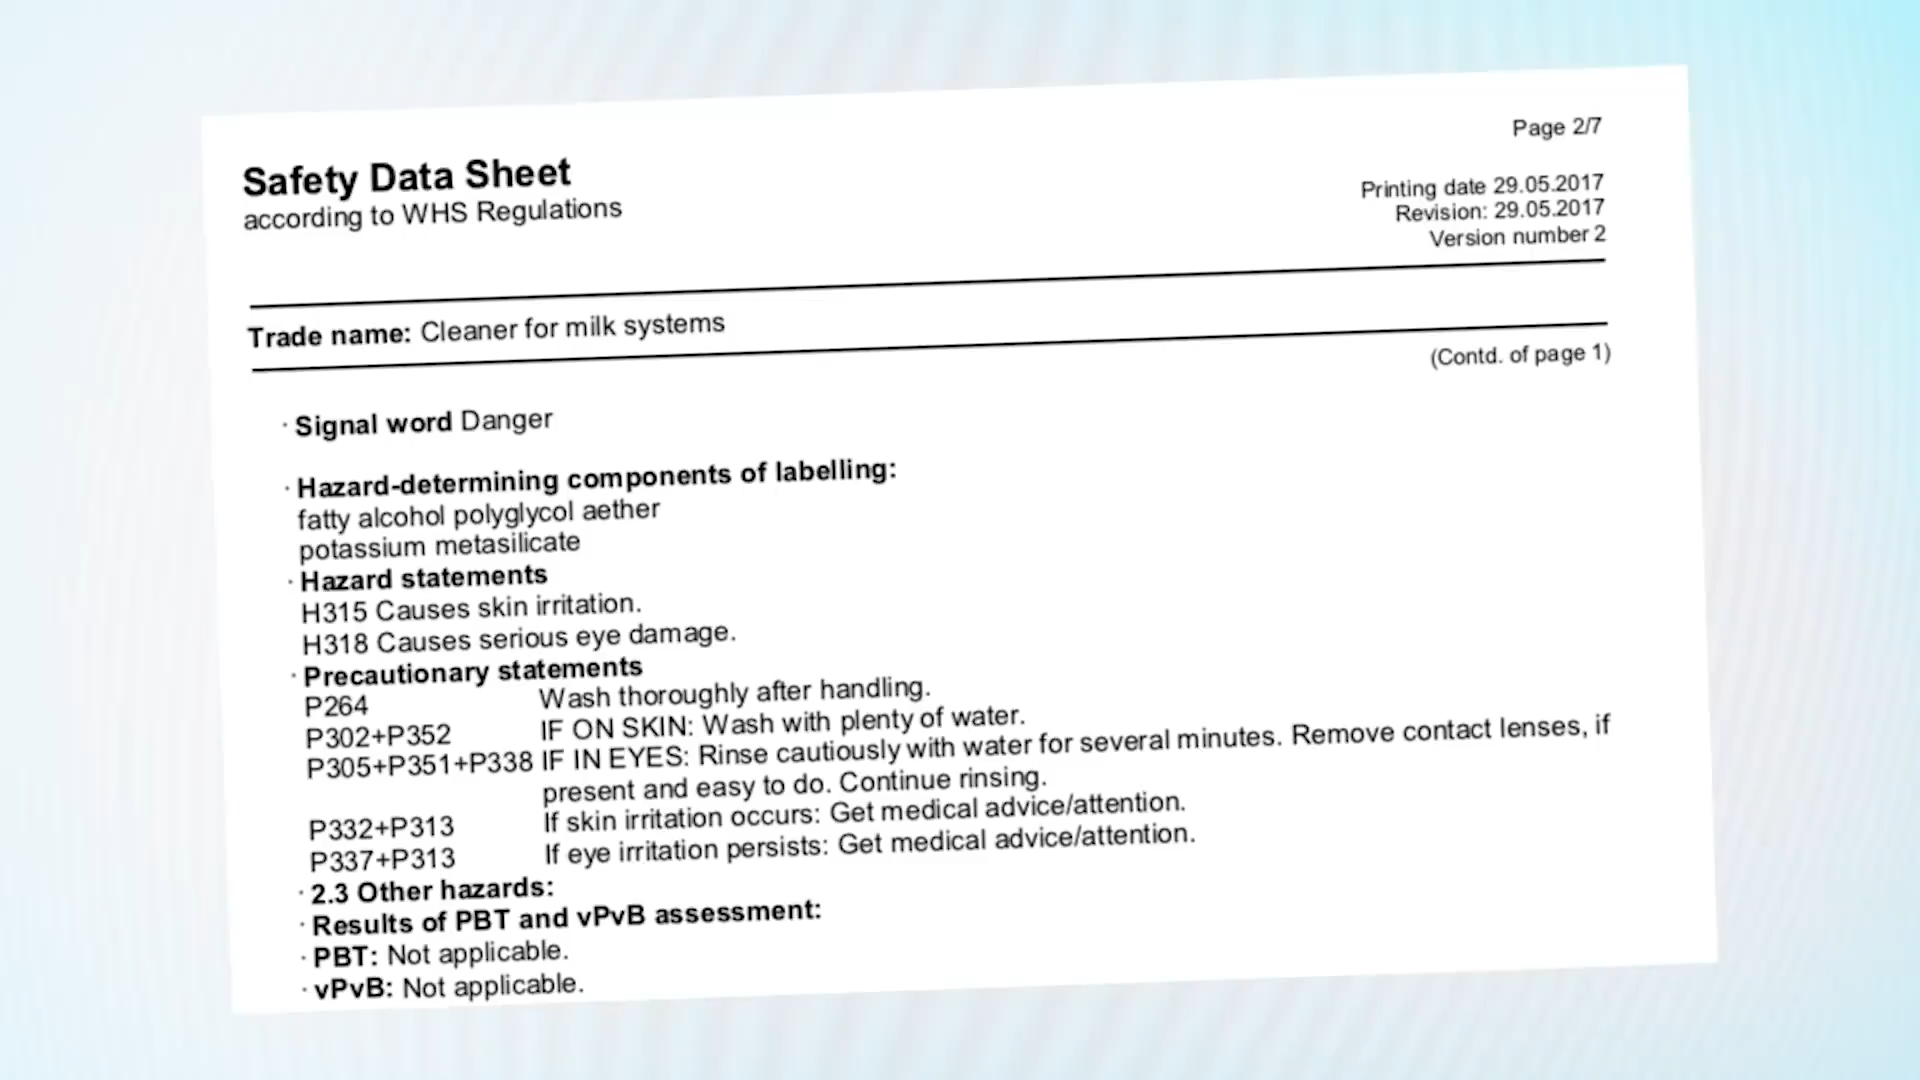 Page 2/7
Safety Data Sheet
according to WHS Regulations
Printing date 29.05.2017
Revision: 29.05.2017
Version number 2
Trade name: Cleaner for milk systems
(Contd. of page 1)
· Signal word Danger
· Hazard-determining components of labelling:
fatty alcohol polyglycol aether
potassium metasilicate
· Hazard statements
H315 Causes skin irritation.
H318 Causes serious eye damage.
· Precautionary statements
P264 Wash thoroughly after handling.
P302+P352 IF ON SKIN: Wash with plenty of water.
P305+P351+P338 IF IN EYES: Rinse cautiously with water for several minutes. Remove contact lenses, if
present and easy to do. Continue rinsing.
P332+P313 If skin irritation occurs: Get medical advice/attention.
P337+P313 If eye irritation persists: Get medical advice/attention.
· 2.3 Other hazards:
· Results of PBT and vPvB assessment:
· PBT: Not applicable.
· vPvB: Not applicable.